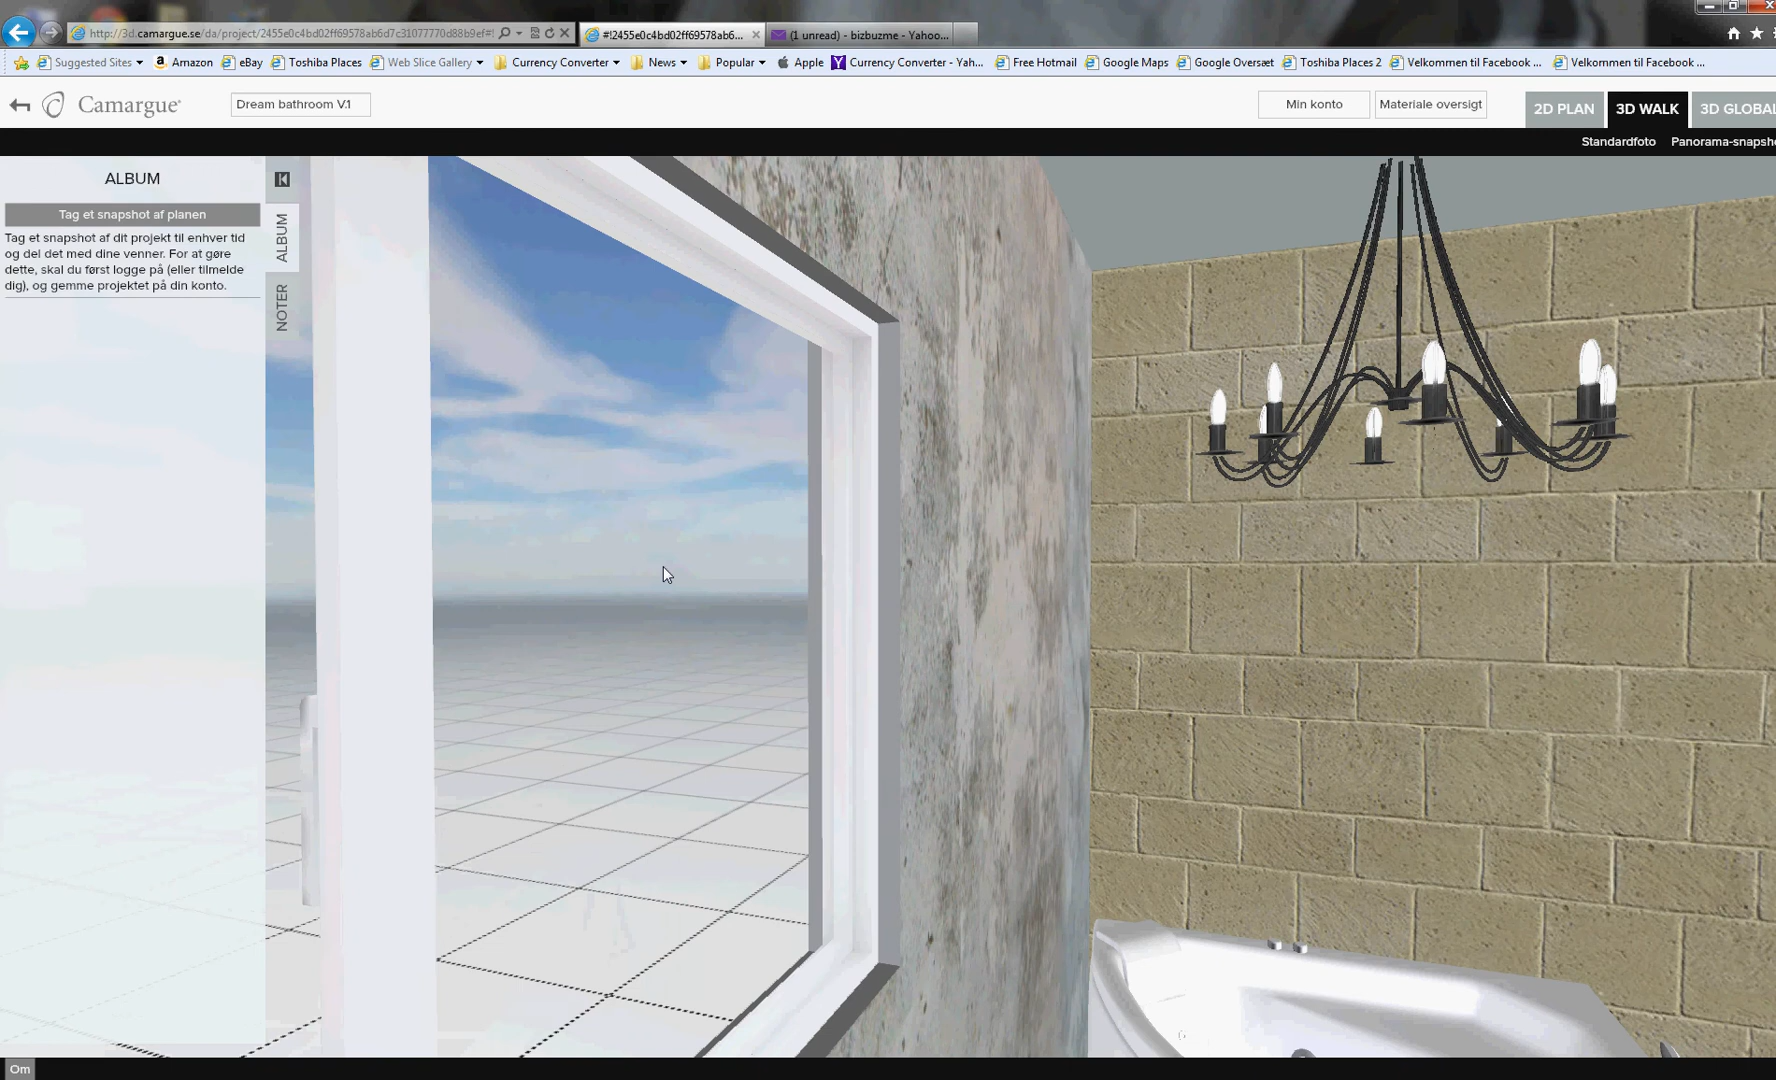 http://3d.camargue.se/da/project/2455e0c4bd02ff69578ab6d7c31077770d88b9ef#!
#!2455e0c4bd02ff69578ab6...
(1 unread) - bizbuzme - Yahoo...
Suggested Sites
Amazon
eBay
Toshiba Places
Web Slice Gallery
Currency Converter
News
Popular
Apple
Currency Converter - Yah...
Free Hotmail
Google Maps
Google Oversæt
Toshiba Places 2
Velkommen til Facebook ...
Velkommen til Facebook ...
Camargue
Dream bathroom V.1
Min konto
Materiale oversigt
2D PLAN
3D WALK
3D GLOBAL
Standardfoto
Panorama-snapsho
ALBUM
Tag et snapshot af planen
Tag et snapshot af dit projekt til enhver tid
og del det med dine venner. For at gøre
dette, skal du først logge på (eller tilmelde
dig), og gemme projektet på din konto.
ALBUM
NOTER
Om